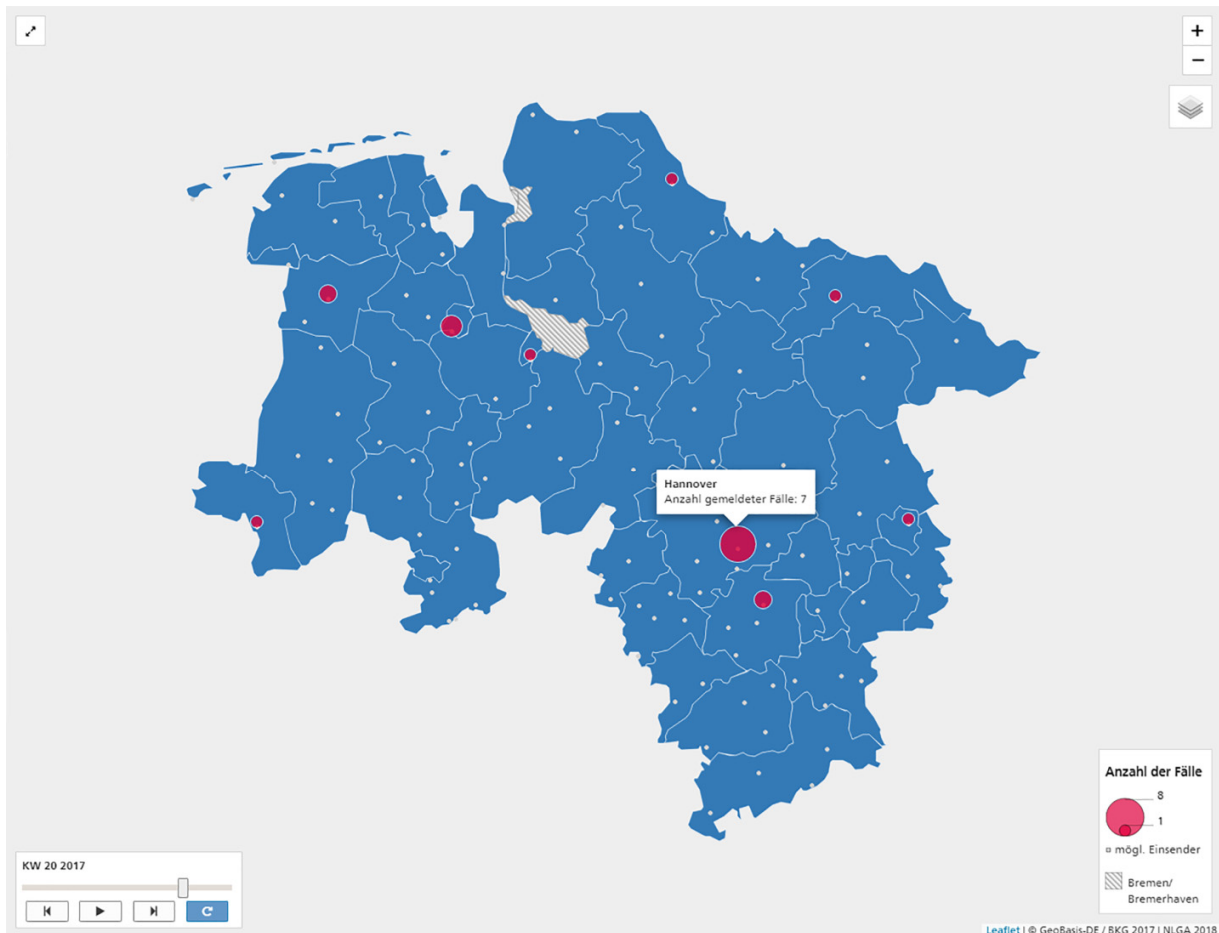 +
−
Hannover
Anzahl gemeldeter Fälle: 7
Anzahl der Fälle
8
1
mögl. Einsender
Bremen/
Bremerhaven
KW 20 2017
Leaflet | © GeoBasis-DE / BKG 2017 | NLGA 2018